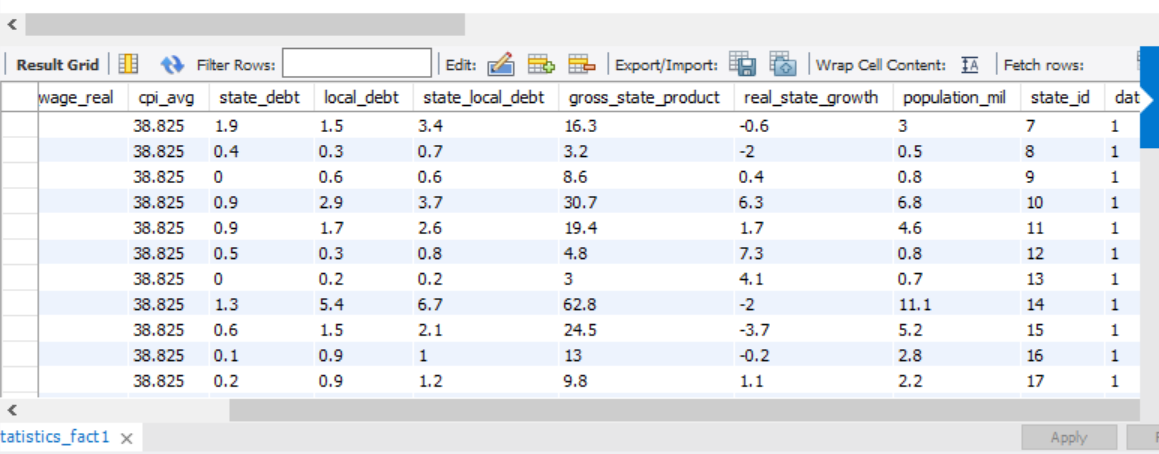 Result Grid Filter Rows: Edit: Export/Import: Wrap Cell Content: Fetch rows:
wage_real cpi_avg state_debt local_debt state_local_debt gross_state_product real_state_growth population_mil state_id dat
38.825 1.9 1.5 3.4 16.3 -0.6 3 7 1
38.825 0.4 0.3 0.7 3.2 -2 0.5 8 1
38.825 0 0.6 0.6 8.6 0.4 0.8 9 1
38.825 0.9 2.9 3.7 30.7 6.3 6.8 10 1
38.825 0.9 1.7 2.6 19.4 1.7 4.6 11 1
38.825 0.5 0.3 0.8 4.8 7.3 0.8 12 1
38.825 0 0.2 0.2 3 4.1 0.7 13 1
38.825 1.3 5.4 6.7 62.8 -2 11.1 14 1
38.825 0.6 1.5 2.1 24.5 -3.7 5.2 15 1
38.825 0.1 0.9 1 13 -0.2 2.8 16 1
38.825 0.2 0.9 1.2 9.8 1.1 2.2 17 1
tatistics_fact1 Apply